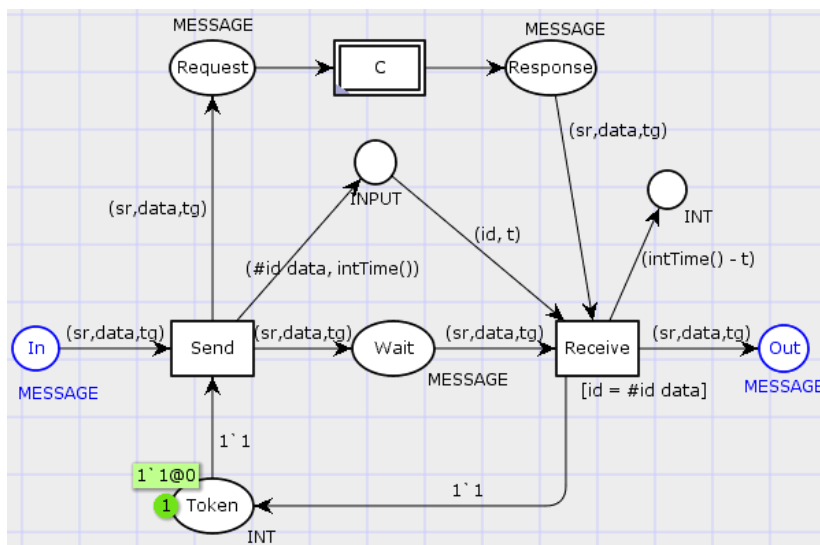 MESSAGE
MESSAGE
Request
C
Response
(sr,data,tg)
INPUT
(sr,data,tg)
INT
(id, t)
(#id data, intTime())
(intTime() - t)
In
(sr,data,tg)
Send
(sr,data,tg)
Wait
(sr,data,tg)
Receive
(sr,data,tg)
Out
MESSAGE
MESSAGE
[id = #id data]
MESSAGE
1`1
1`1@0
1
Token
1`1
INT